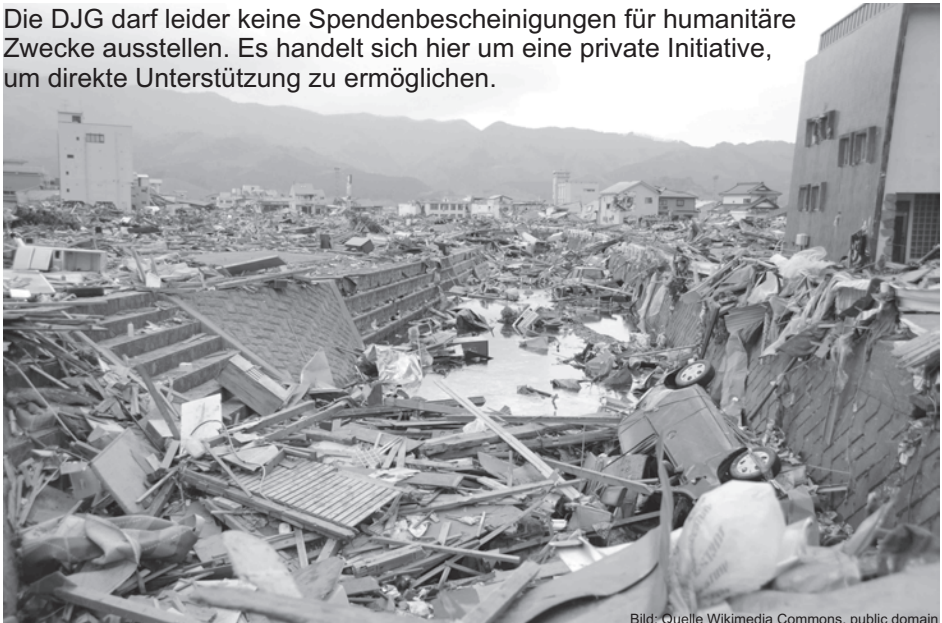 Die DJG darf leider keine Spendenbescheinigungen für humanitäre
Zwecke ausstellen. Es handelt sich hier um eine private Initiative,
um direkte Unterstützung zu ermöglichen.
Bild: Quelle Wikimedia Commons, public domain